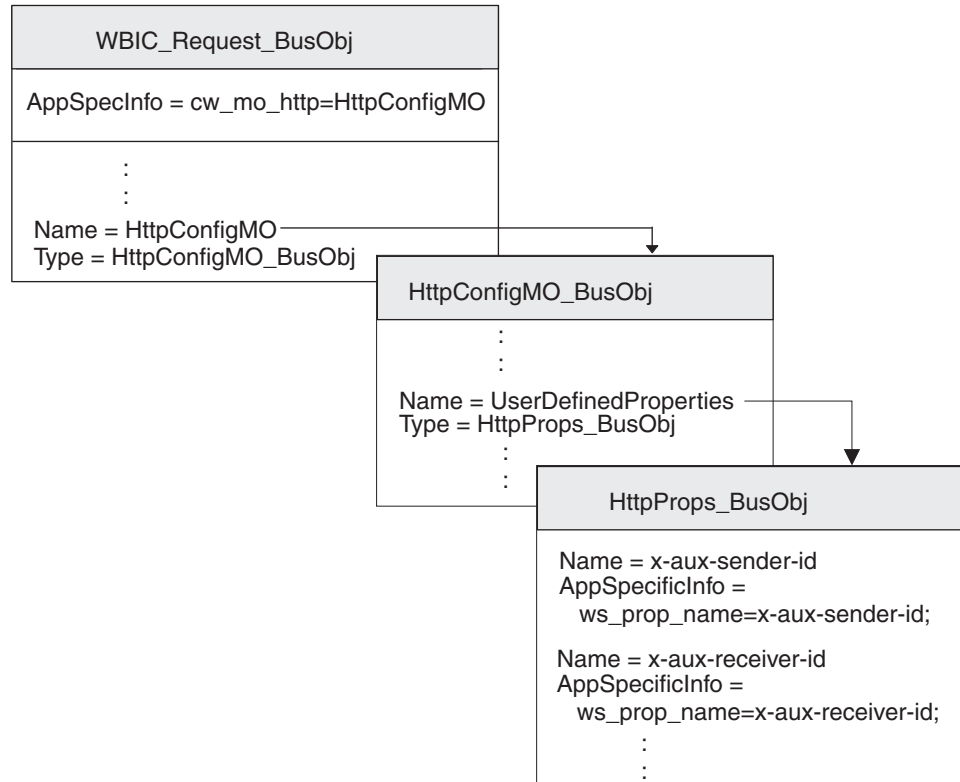 WBIC_Request_BusObj
AppSpecInfo = cw_mo_http=HttpConfigMO
:
:
Name = HttpConfigMO
Type = HttpConfigMO_BusObj
HttpConfigMO_BusObj
:
:
Name = UserDefinedProperties
Type = HttpProps_BusObj
:
:
HttpProps_BusObj
Name = x-aux-sender-id
AppSpecificInfo =
ws_prop_name=x-aux-sender-id;
Name = x-aux-receiver-id
AppSpecificInfo =
ws_prop_name=x-aux-receiver-id;
:
: